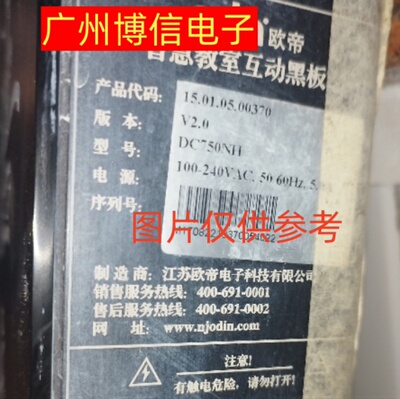 广州博信电子
欧帝
智慧教室互动黑板
产品代码: 15.01.05.00370
版 本: V2.0
型 号: DC750NH
电 源: 100-240VAC, 50/60Hz, 5.
序列号:
图片仅供参考
制 造 商: 江苏欧帝电子科技有限公司
销售服务热线: 400-691-0001
售后服务热线: 400-691-0002
网 址: www.njodin.com
注意!
有触电危险, 请勿打开!